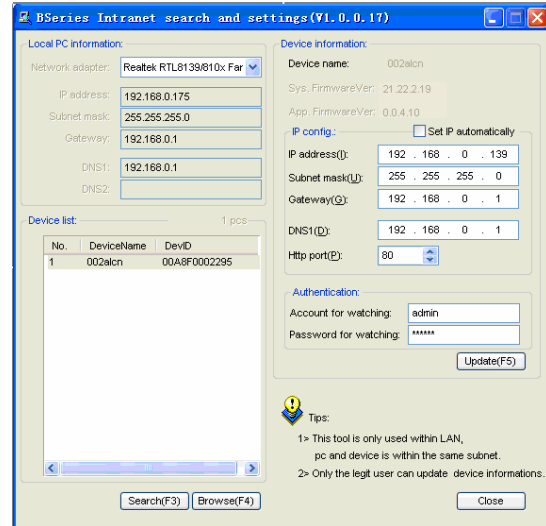 BSeries Intranet search and settings(V1.0.0.17)
Local PC information:
Network adapter: Realtek RTL8139/810x Far
IP address: 192.168.0.175
Subnet mask: 255.255.255.0
Gateway: 192.168.0.1
DNS1: 192.168.0.1
DNS2:
Device list: 1 pcs
No. DeviceName DevID
1 002alcn 00A8F0002295
Search(F3) Browse(F4)
Device information:
Device name: 002alcn
Sys. FirmwareVer: 21.22.2.19
App. FirmwareVer: 0.0.4.10
IP config.: Set IP automatically
IP address(I): 192 . 168 . 0 . 139
Subnet mask(U): 255 . 255 . 255 . 0
Gateway(G): 192 . 168 . 0 . 1
DNS1(D): 192 . 168 . 0 . 1
Http port(P): 80
Authentication:
Account for watching: admin
Password for watching: ******
Update(F5)
Tips:
1> This tool is only used within LAN,
pc and device is within the same subnet.
2> Only the legit user can update device informations.
Close